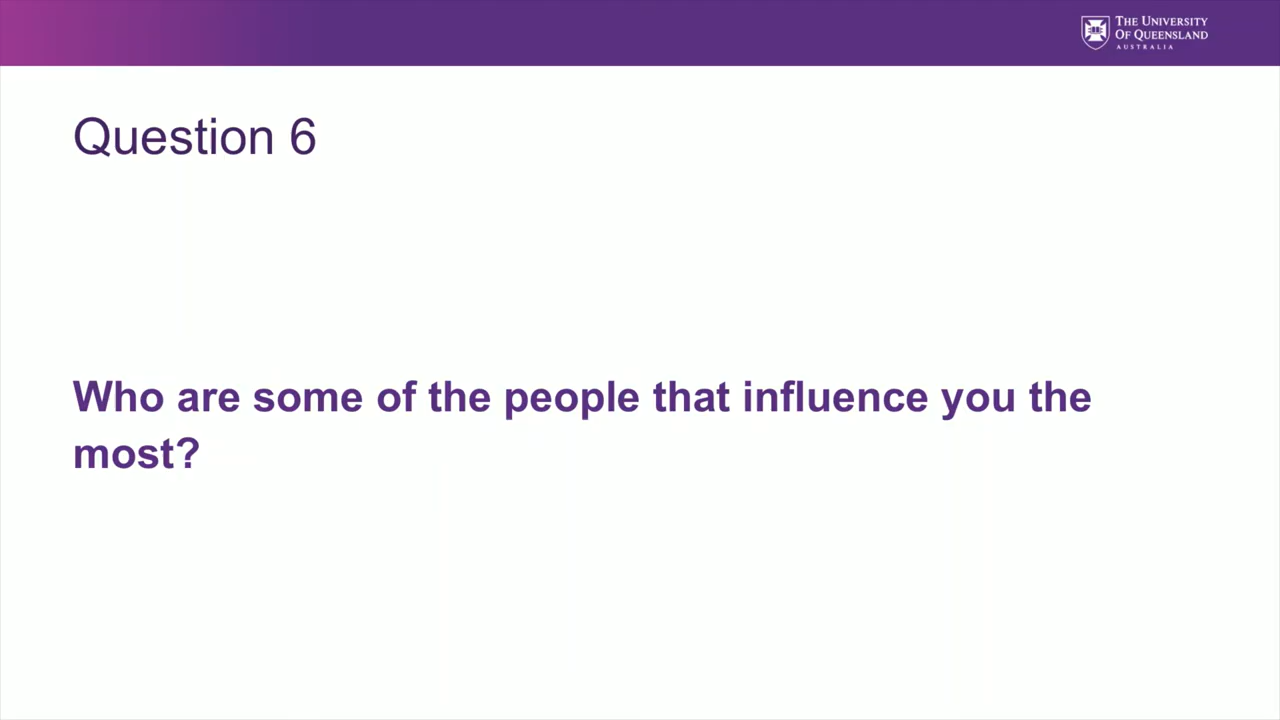 THE UNIVERSITY
OF QUEENSLAND
AUSTRALIA
Question 6
Who are some of the people that influence you the
most?